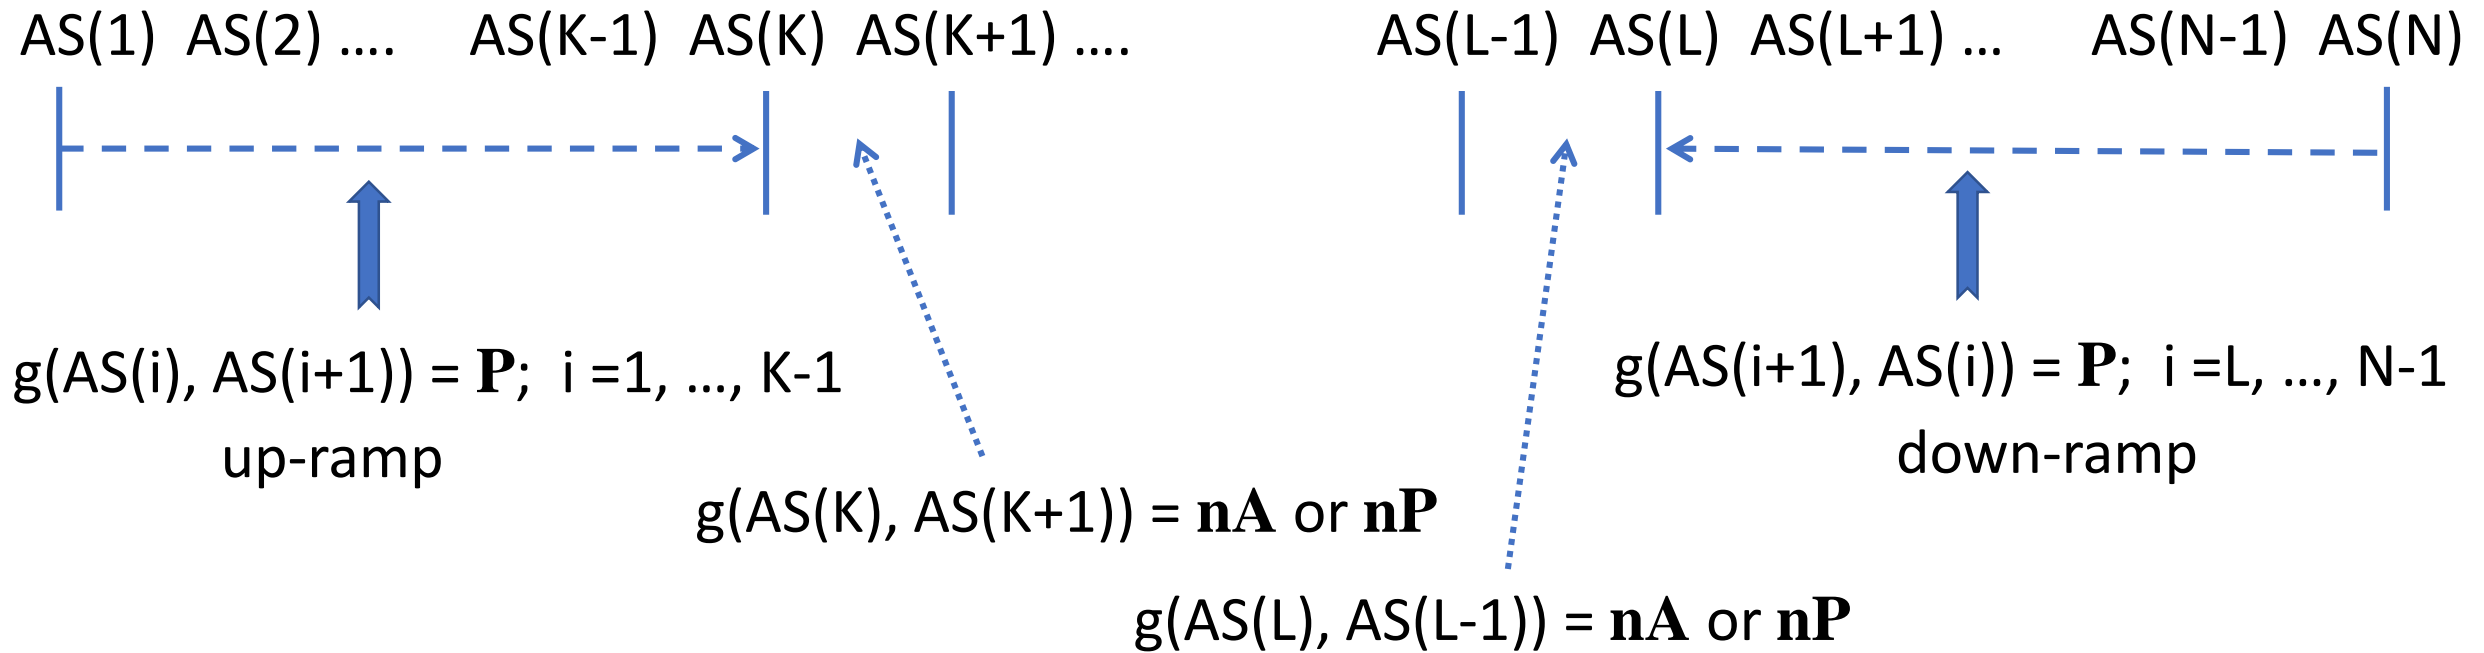 AS(1) AS(2) .... AS(K-1) AS(K) AS(K+1) .... AS(L-1) AS(L) AS(L+1) ... AS(N-1) AS(N)
g(AS(i), AS(i+1)) = P; i =1, ..., K-1
up-ramp
g(AS(i+1), AS(i)) = P; i =L, ..., N-1
down-ramp
g(AS(K), AS(K+1)) = nA or nP
g(AS(L), AS(L-1)) = nA or nP